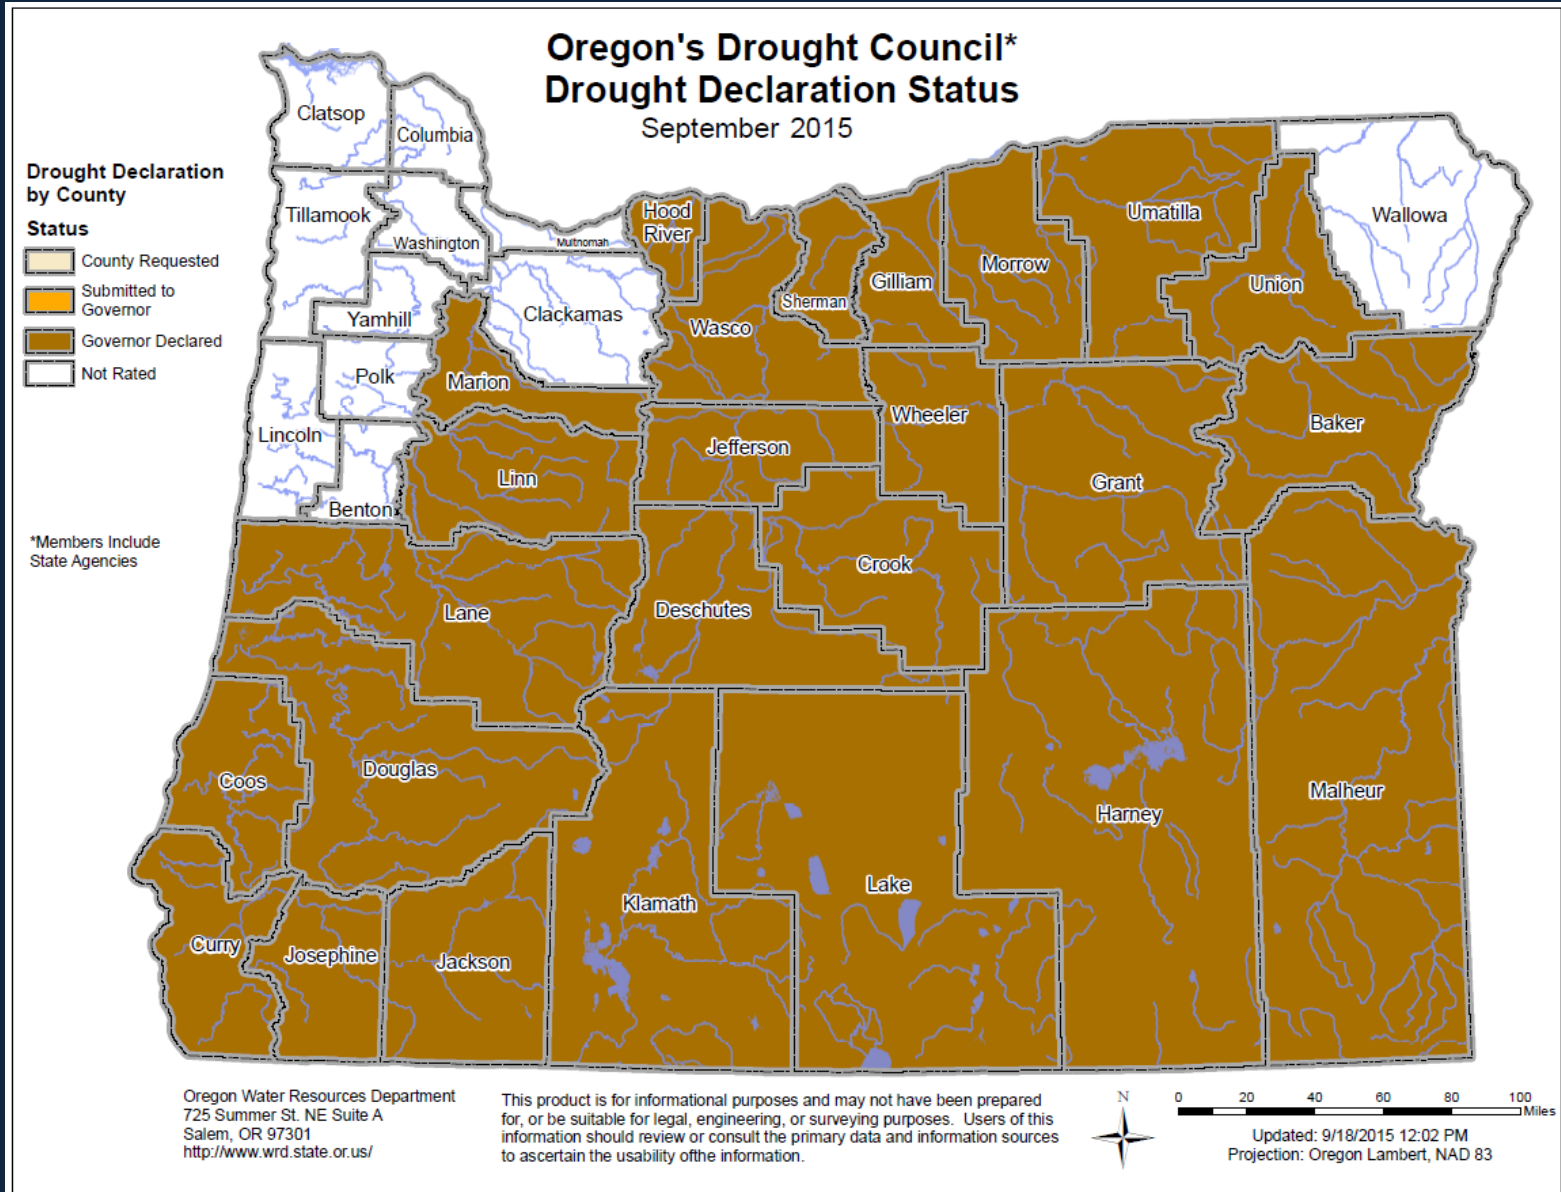 Oregon's Drought Council*
Drought Declaration Status
September 2015
Drought Declaration
by County
Status
County Requested
Submitted to
Governor
Governor Declared
Not Rated
*Members Include
State Agencies
Clatsop
Columbia
Tillamook
Washington
Multnomah
Hood
River
Yamhill
Clackamas
Polk
Marion
Lincoln
Benton
Linn
Wasco
Sherman
Gilliam
Morrow
Umatilla
Union
Wallowa
Jefferson
Wheeler
Grant
Baker
Lane
Deschutes
Crook
Coos
Douglas
Curry
Josephine
Jackson
Klamath
Lake
Harney
Malheur
Oregon Water Resources Department
725 Summer St. NE Suite A
Salem, OR 97301
http://www.wrd.state.or.us/
This product is for informational purposes and may not have been prepared
for, or be suitable for legal, engineering, or surveying purposes. Users of this
information should review or consult the primary data and information sources
to ascertain the usability ofthe information.
N
0 20 40 60 80 100
Miles
Updated: 9/18/2015 12:02 PM
Projection: Oregon Lambert, NAD 83